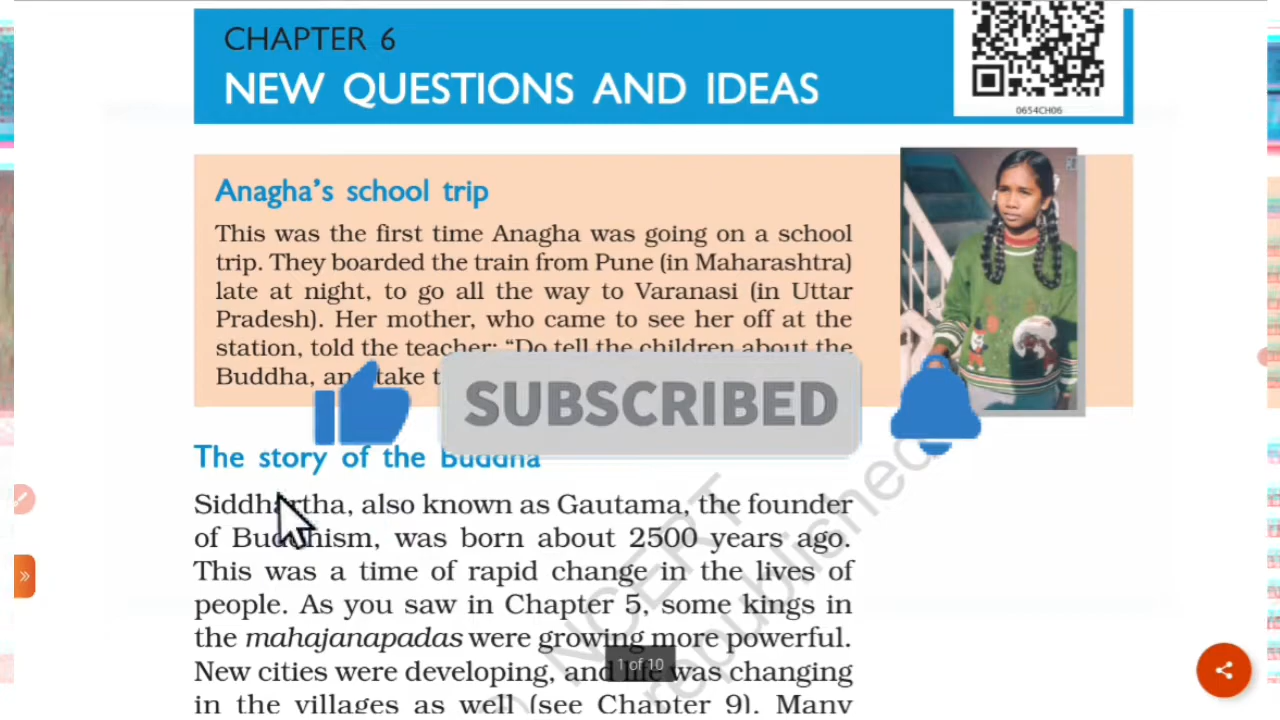 CHAPTER 6
NEW QUESTIONS AND IDEAS
0654CH06
Anagha's school trip
This was the first time Anagha was going on a school
trip. They boarded the train from Pune (in Maharashtra)
late at night, to go all the way to Varanasi (in Uttar
Pradesh). Her mother, who came to see her off at the
station, told the teacher: “Do tell the children about the
Buddha, and take
SUBSCRIBED
The story of the Buddha
Siddhartha, also known as Gautama, the founder
of Buddhism, was born about 2500 years ago.
This was a time of rapid change in the lives of
people. As you saw in Chapter 5, some kings in
the mahajanapadas were growing more powerful.
New cities were developing, and life was changing
in the villages as well (see Chapter 9). Many
1 of 10
NCERT
republished